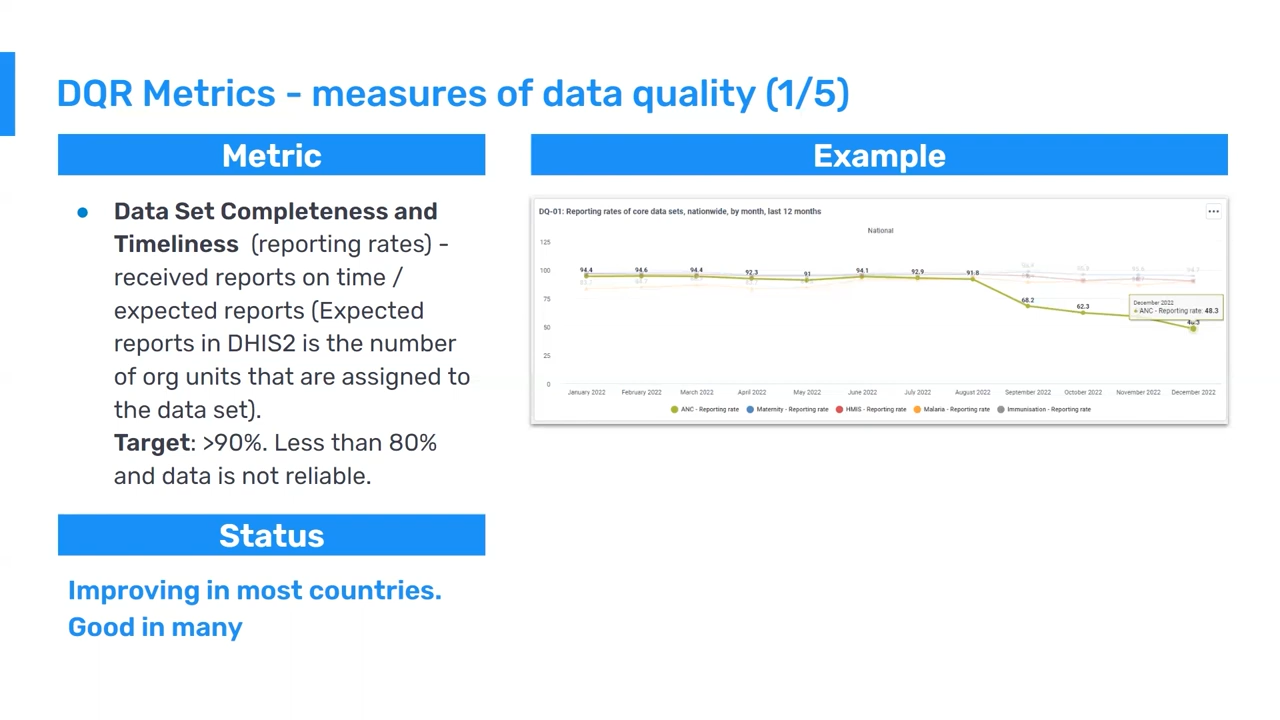 DQR Metrics - measures of data quality (1/5)
Metric
Data Set Completeness and
Timeliness (reporting rates) -
received reports on time /
expected reports (Expected
reports in DHIS2 is the number
of org units that are assigned to
the data set).
Target: >90%. Less than 80%
and data is not reliable.
Status
Improving in most countries.
Good in many
Example
DQ-01: Reporting rates of core data sets, nationwide, by month, last 12 months
National
125
100
75
50
25
0
94.4 94.6 94.4 92.3 91 94.1 92.9 91.8 68.2 62.3
December 2022
ANC - Reporting rate: 48.3
January 2022 February 2022 March 2022 April 2022 May 2022 June 2022 July 2022 August 2022 September 2022 October 2022 November 2022 December 2022
ANC - Reporting rate Maternity - Reporting rate HMIS - Reporting rate Malaria - Reporting rate Immunisation - Reporting rate